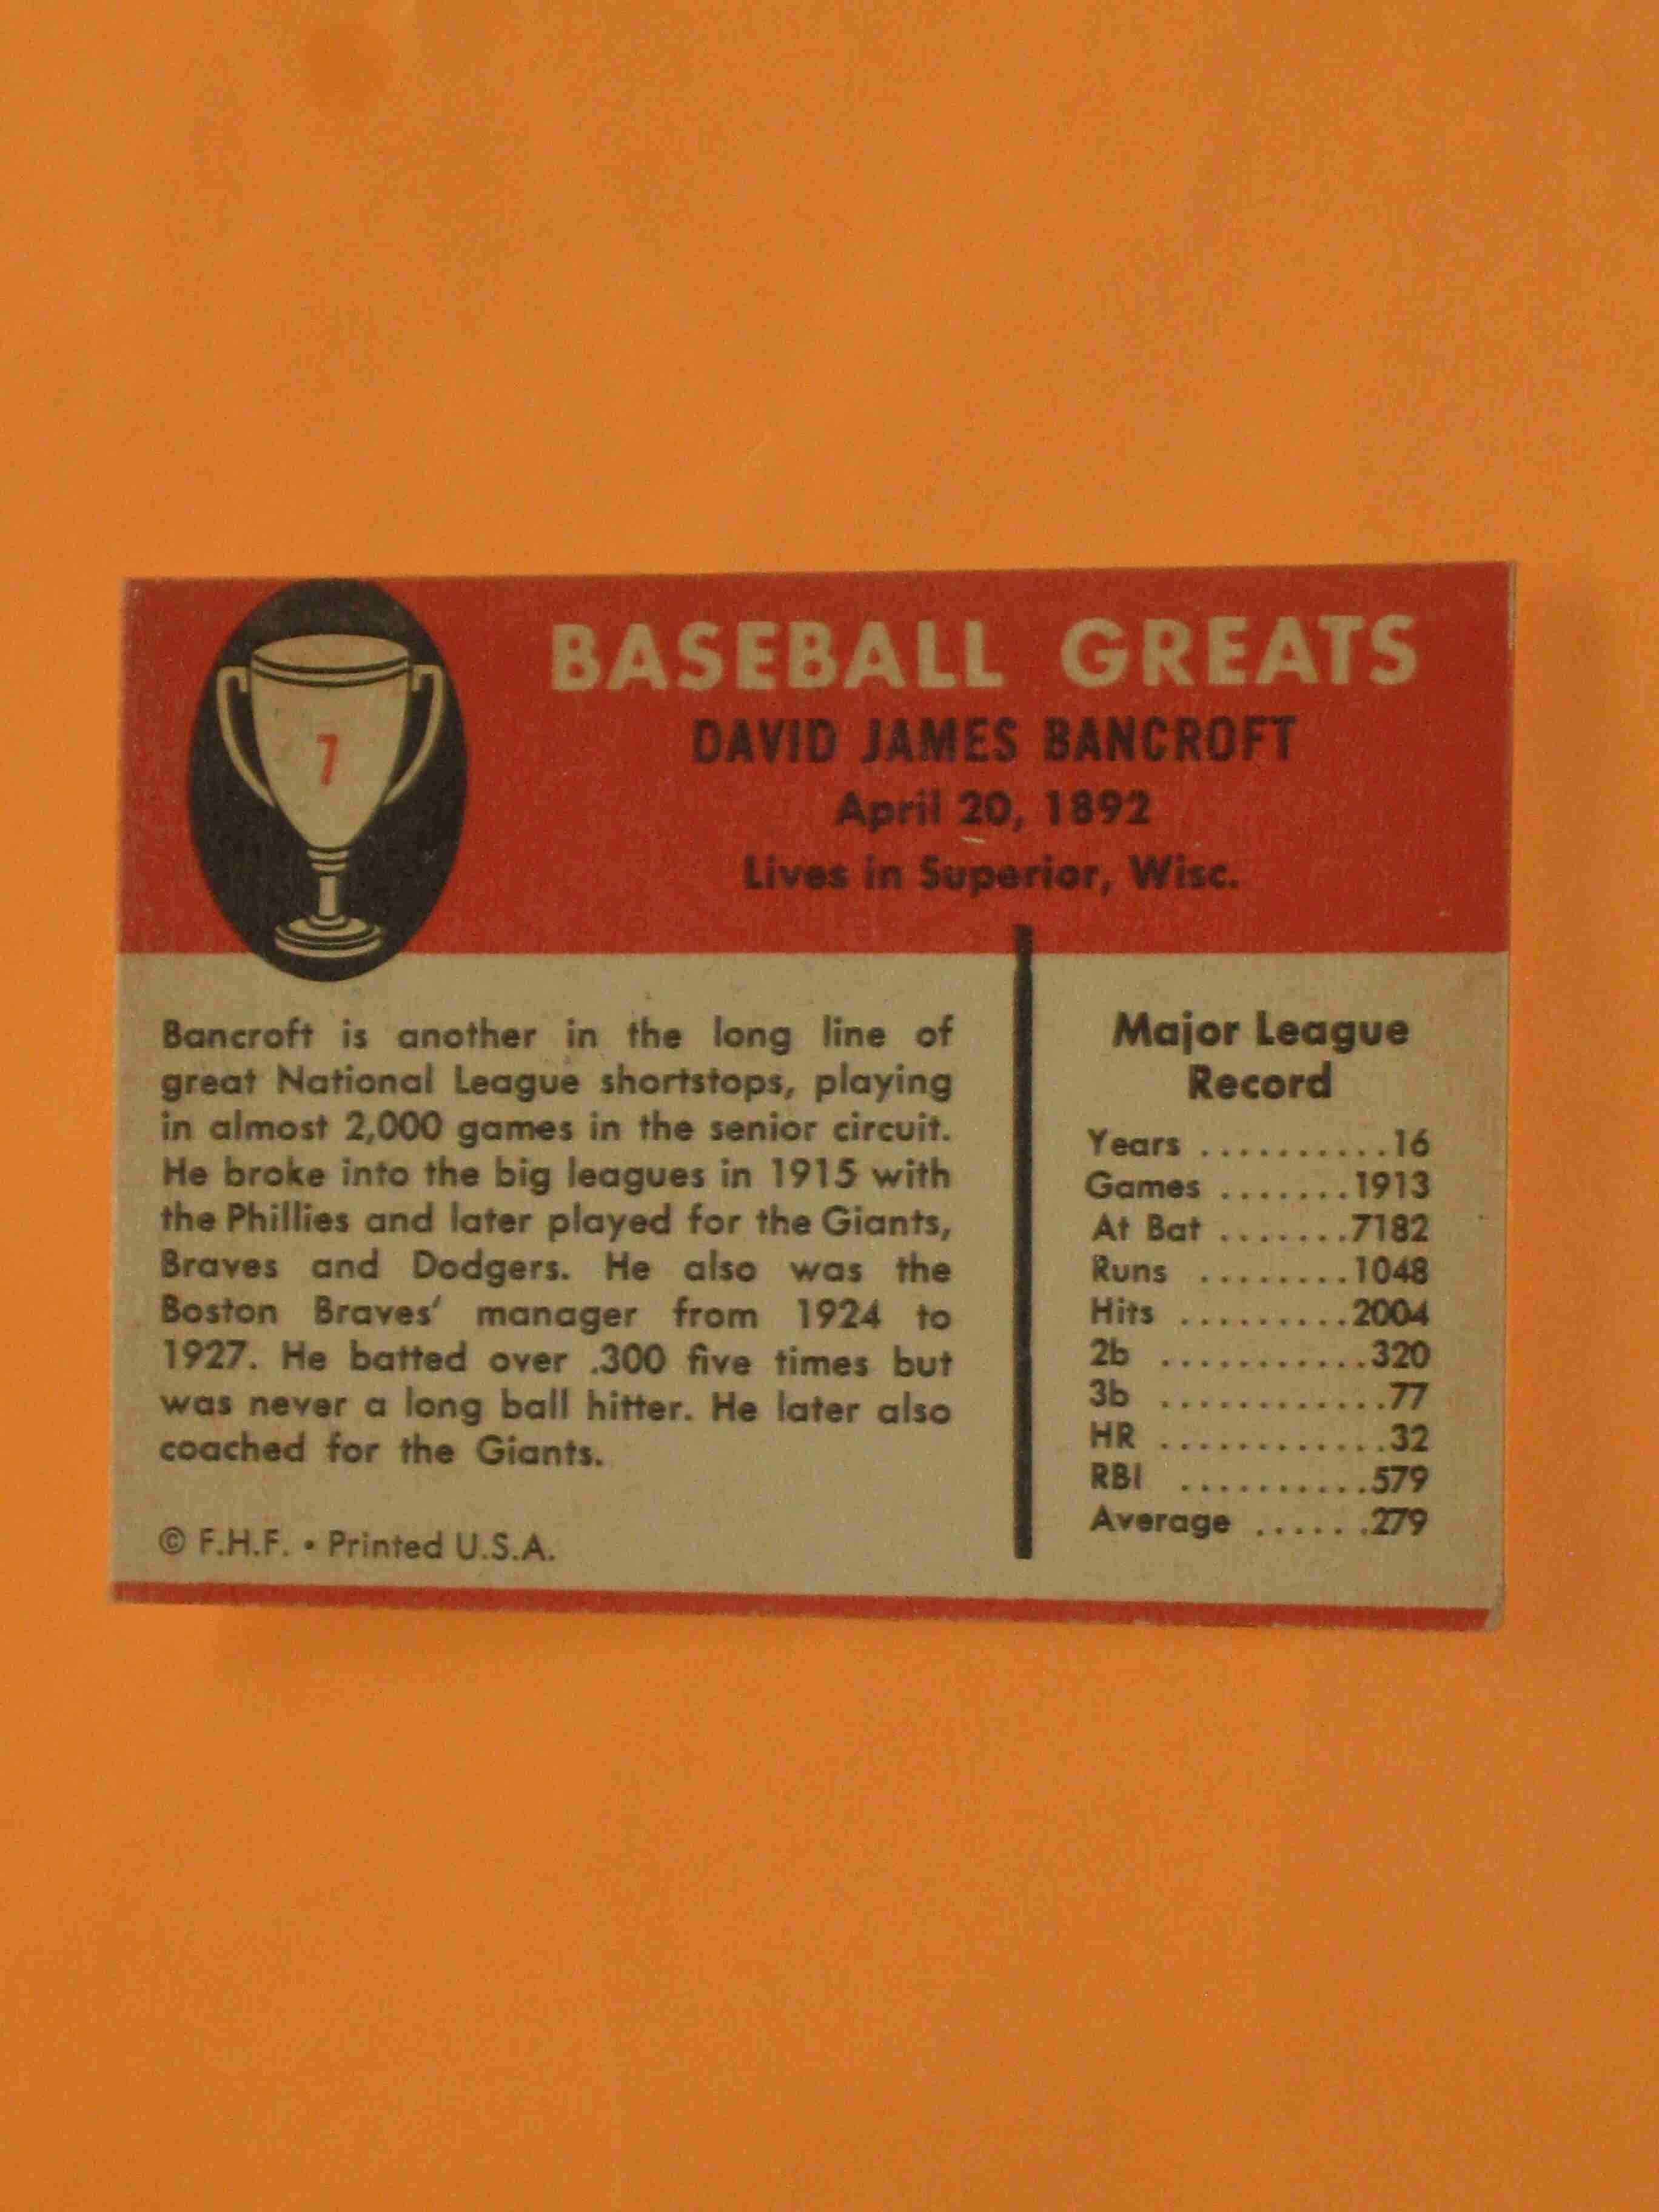 7
BASEBALL GREATS
DAVID JAMES BANCROFT
April 20, 1892
Lives in Superior, Wisc.
Bancroft is another in the long line of
great National League shortstops, playing
in almost 2,000 games in the senior circuit.
He broke into the big leagues in 1915 with
the Phillies and later played for the Giants,
Braves and Dodgers. He also was the
Boston Braves' manager from 1924 to
1927. He batted over .300 five times but
was never a long ball hitter. He later also
coached for the Giants.
© F.H.F. • Printed U.S.A.
Major League
Record
Years ..........16
Games .......1913
At Bat .......7182
Runs ........1048
Hits .........2004
2b ...........320
3b ............77
HR ............32
RBI ..........579
Average ......279